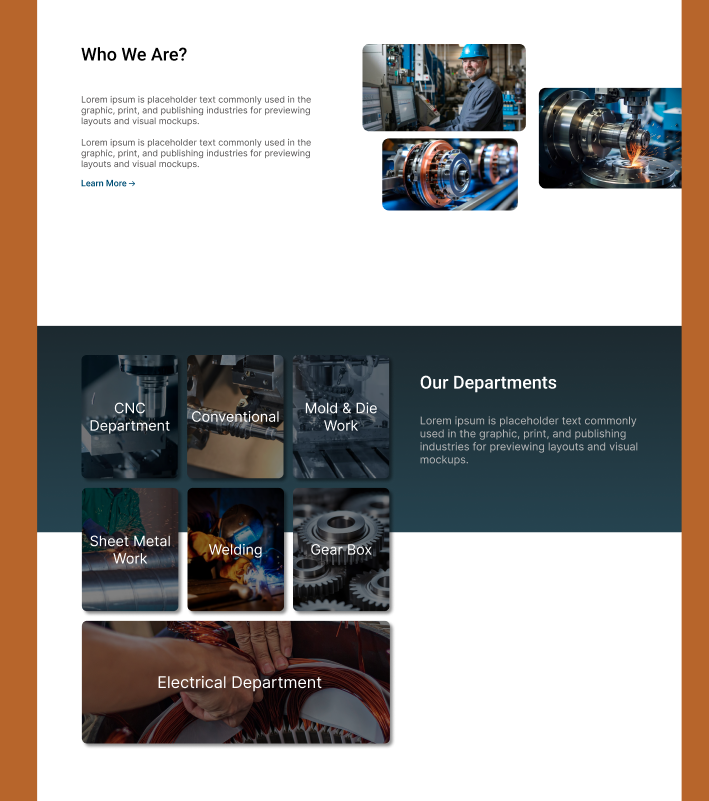 Who We Are?
Lorem ipsum is placeholder text commonly used in the
graphic, print, and publishing industries for previewing
layouts and visual mockups.
Lorem ipsum is placeholder text commonly used in the
graphic, print, and publishing industries for previewing
layouts and visual mockups.
Learn More →
CNC
Department
Conventional
Mold & Die
Work
Our Departments
Lorem ipsum is placeholder text commonly
used in the graphic, print, and publishing
industries for previewing layouts and visual
mockups.
Sheet Metal
Work
Welding
Gear Box
Electrical Department